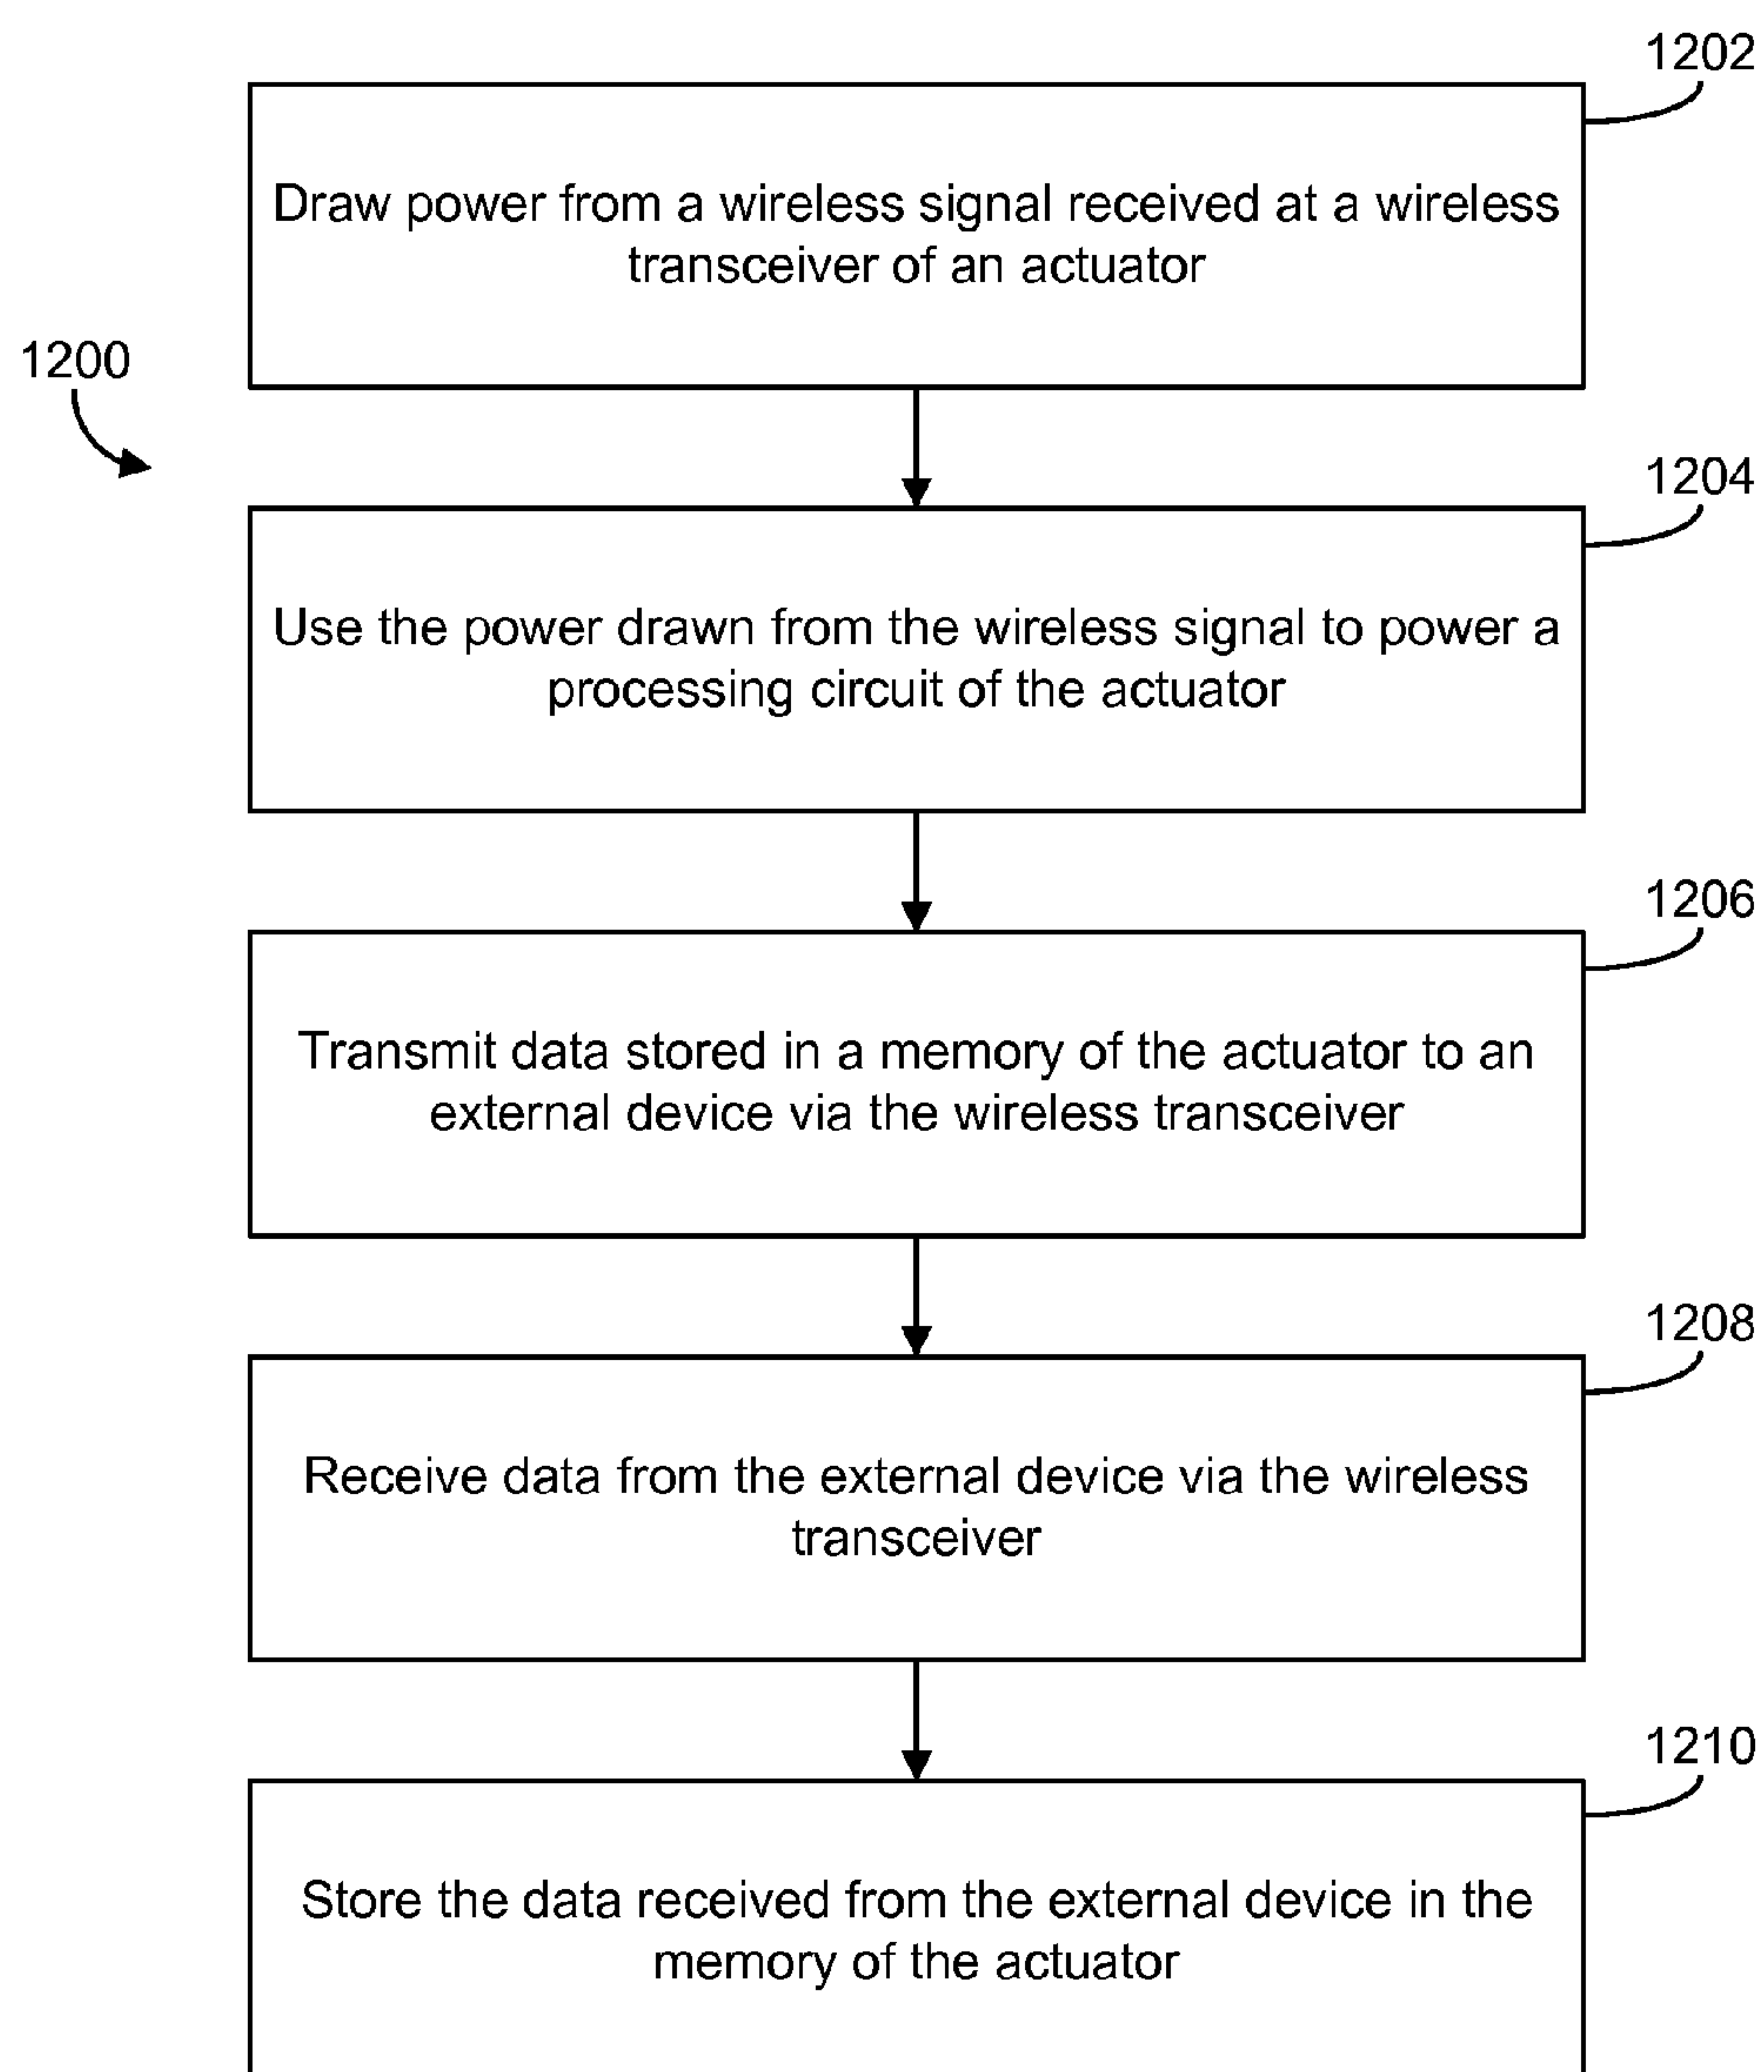 1202
Draw power from a wireless signal received at a wireless
transceiver of an actuator
1200
1204
Use the power drawn from the wireless signal to power a
processing circuit of the actuator
1206
Transmit data stored in a memory of the actuator to an
external device via the wireless transceiver
1208
Receive data from the external device via the wireless
transceiver
1210
Store the data received from the external device in the
memory of the actuator